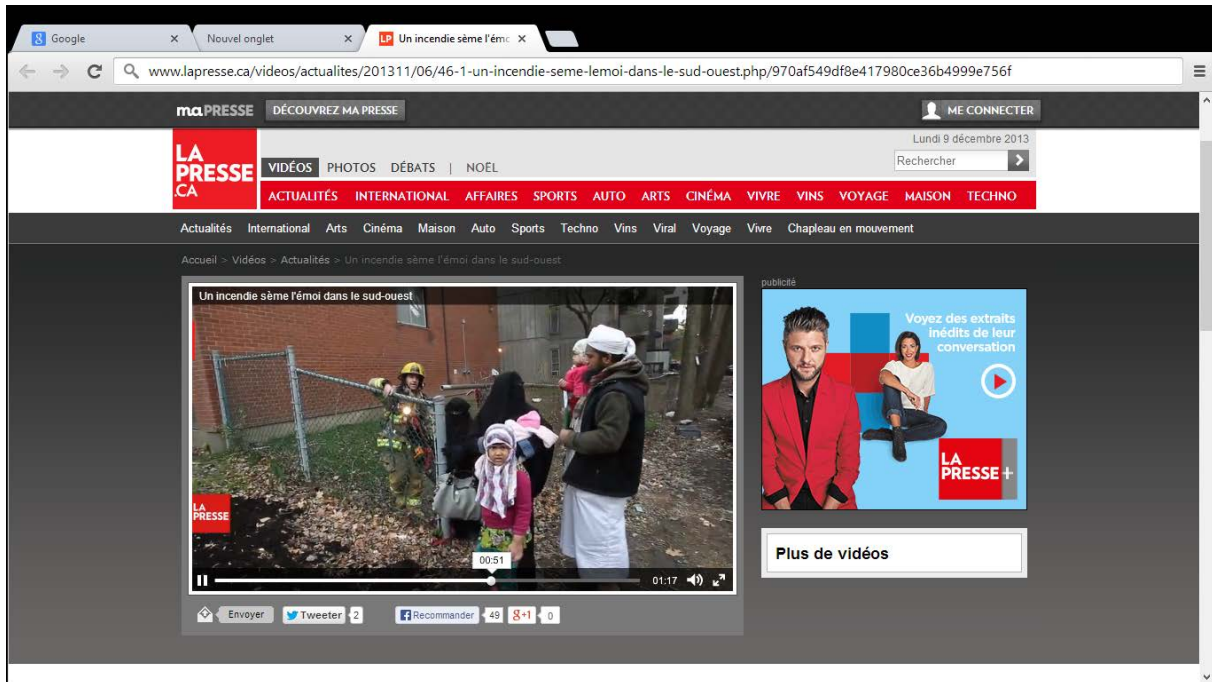 Google
Nouvel onglet
LP Un incendie sème l'émo
www.lapresse.ca/videos/actualites/201311/06/46-1-un-incendie-seme-lemoi-dans-le-sud-ouest.php/970af549df8e417980ce36b4999e756f
ma PRESSE DÉCOUVREZ MA PRESSE ME CONNECTER
Lundi 9 décembre 2013
LA PRESSE .CA
VIDÉOS PHOTOS DÉBATS | NOËL
Rechercher
ACTUALITÉS INTERNATIONAL AFFAIRES SPORTS AUTO ARTS CINÉMA VIVRE VINS VOYAGE MAISON TECHNO
Actualités International Arts Cinéma Maison Auto Sports Techno Vins Viral Voyage Vivre Chapleau en mouvement
Accueil > Vidéos > Actualités > Un incendie sème l'émoi dans le sud-ouest
Un incendie sème l'émoi dans le sud-ouest
LA
PRESSE
00:51
01:17
Envoyer Tweeter 2 Recommander 49 +1 0
publicité
Voyez des extraits
inédits de leur
conversation
LA
PRESSE+
Plus de vidéos